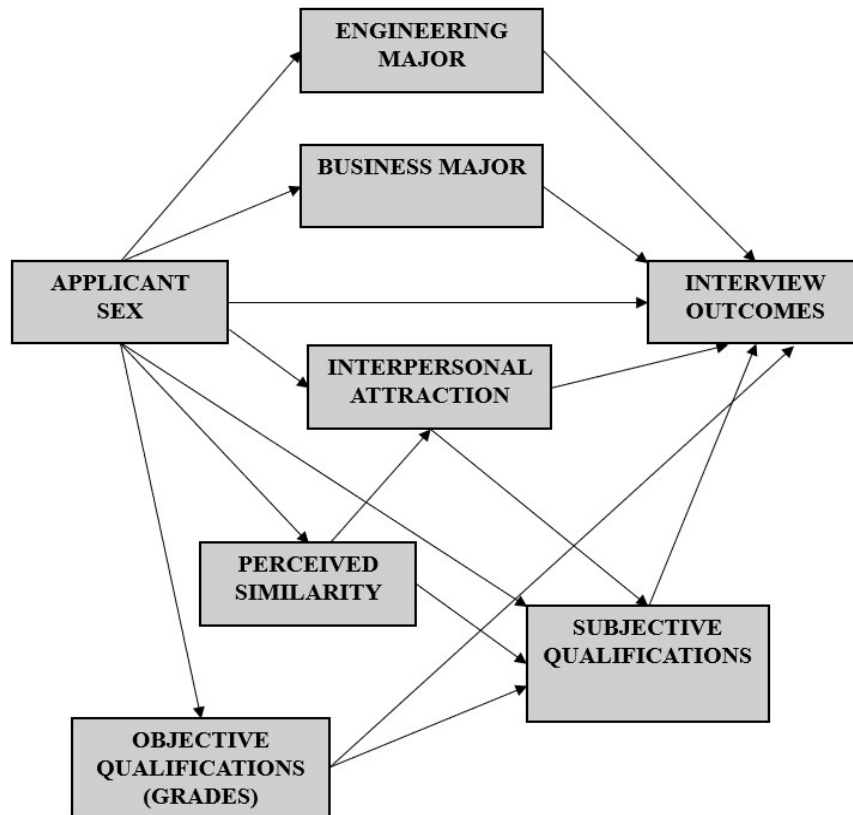 ENGINEERING
MAJOR
BUSINESS MAJOR
APPLICANT
SEX
INTERVIEW
OUTCOMES
INTERPERSONAL
ATTRACTION
PERCEIVED
SIMILARITY
SUBJECTIVE
QUALIFICATIONS
OBJECTIVE
QUALIFICATIONS
(GRADES)